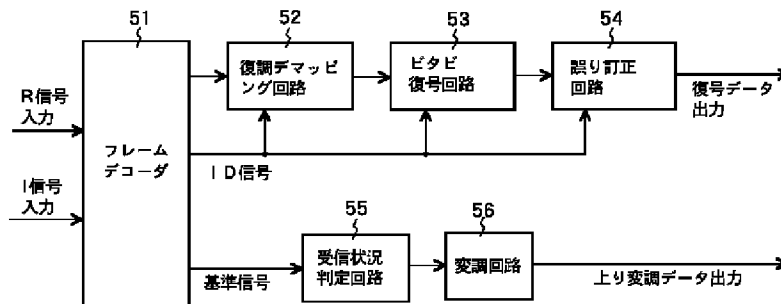 51
52
53
54
復調デマッピ
ング回路
ビタビ
復号回路
誤り訂正
回路
R信号
入力
復号データ
出力
フレーム
デコーダ
ID信号
I信号
入力
55
56
受信状況
判定回路
変調回路
基準信号
上り変調データ出力